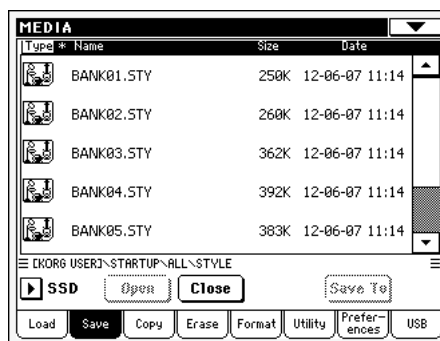 MEDIA
Type * Name Size Date
BANK01.STY 250K 12-06-07 11:14
BANK02.STY 260K 12-06-07 11:14
BANK03.STY 362K 12-06-07 11:14
BANK04.STY 392K 12-06-07 11:14
BANK05.STY 383K 12-06-07 11:14
[KORG USER]\STARTUP\ALL\STYLE
SSD Open Close Save To
Load Save Copy Erase Format Utility Prefer-ences USB